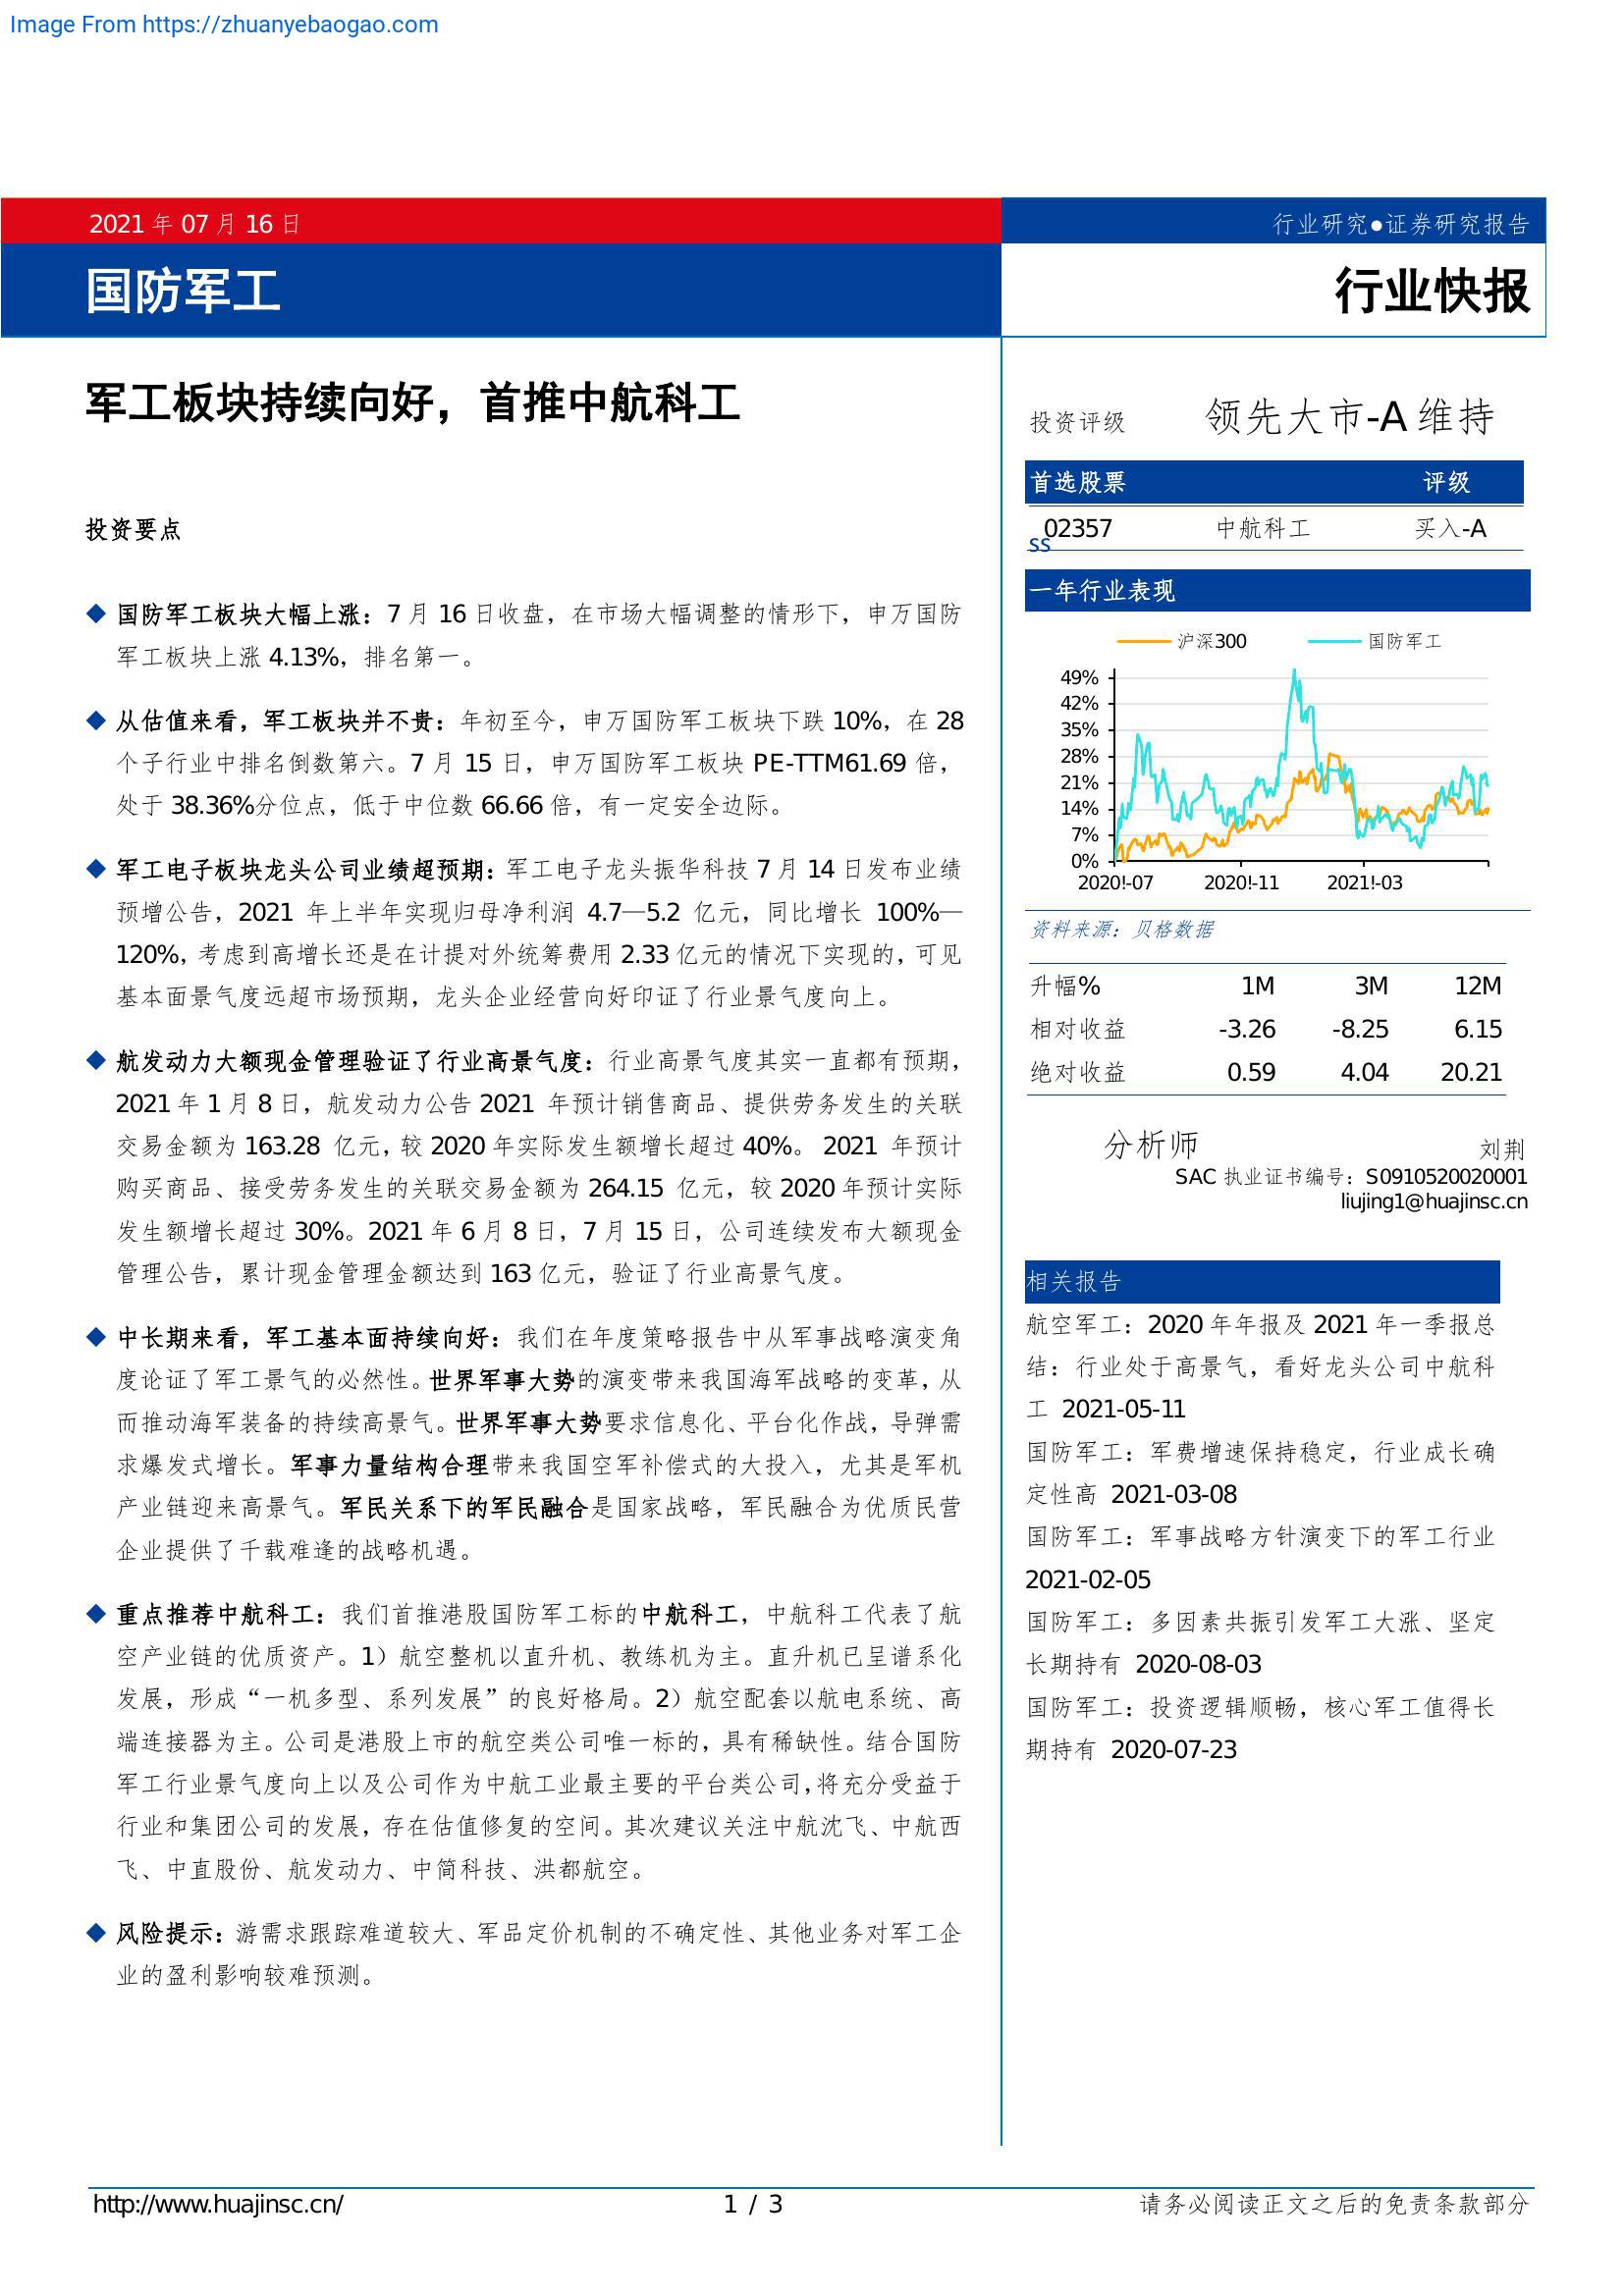 Image From https://zhuanyebaogao.com
2021 年 07 月 16 日
行业研究●证券研究报告
国防军工
行业快报
军工板块持续向好，首推中航科工
投资要点
◆ 国防军工板块大幅上涨：7 月 16 日收盘，在市场大幅调整的情形下，申万国防
军工板块上涨 4.13%，排名第一。
◆ 从估值来看，军工板块并不贵：年初至今，申万国防军工板块下跌 10%，在 28
个子行业中排名倒数第六。7 月 15 日，申万国防军工板块 PE-TTM61.69 倍，
处于 38.36%分位点，低于中位数 66.66 倍，有一定安全边际。
◆ 军工电子板块龙头公司业绩超预期：军工电子龙头振华科技 7 月 14 日发布业绩
预增公告，2021 年上半年实现归母净利润 4.7—5.2 亿元，同比增长 100%—
120%，考虑到高增长还是在计提对外统筹费用 2.33 亿元的情况下实现的，可见
基本面景气度远超市场预期，龙头企业经营向好印证了行业景气度向上。
◆ 航发动力大额现金管理验证了行业高景气度：行业高景气度其实一直都有预期，
2021 年 1 月 8 日，航发动力公告 2021 年预计销售商品、提供劳务发生的关联
交易金额为 163.28 亿元，较 2020 年实际发生额增长超过 40%。 2021 年预计
购买商品、接受劳务发生的关联交易金额为 264.15 亿元，较 2020 年预计实际
发生额增长超过 30%。2021 年 6 月 8 日，7 月 15 日，公司连续发布大额现金
管理公告，累计现金管理金额达到 163 亿元，验证了行业高景气度。
◆ 中长期来看，军工基本面持续向好：我们在年度策略报告中从军事战略演变角
度论证了军工景气的必然性。世界军事大势的演变带来我国海军战略的变革，从
而推动海军装备的持续高景气。世界军事大势要求信息化、平台化作战，导弹需
求爆发式增长。军事力量结构合理带来我国空军补偿式的大投入，尤其是军机
产业链迎来高景气。军民关系下的军民融合是国家战略，军民融合为优质民营
企业提供了千载难逢的战略机遇。
◆ 重点推荐中航科工：我们首推港股国防军工标的中航科工，中航科工代表了航
空产业链的优质资产。1）航空整机以直升机、教练机为主。直升机已呈谱系化
发展，形成“一机多型、系列发展”的良好格局。2）航空配套以航电系统、高
端连接器为主。公司是港股上市的航空类公司唯一标的，具有稀缺性。结合国防
军工行业景气度向上以及公司作为中航工业最主要的平台类公司，将充分受益于
行业和集团公司的发展，存在估值修复的空间。其次建议关注中航沈飞、中航西
飞、中直股份、航发动力、中简科技、洪都航空。
◆ 风险提示：游需求跟踪难道较大、军品定价机制的不确定性、其他业务对军工企
业的盈利影响较难预测。
投资评级 领先大市-A 维持
首选股票 评级
02357 中航科工 买入-A
ss
一年行业表现
沪深300 国防军工
49%
42%
35%
28%
21%
14%
7%
0%
2020!-07 2020!-11 2021!-03
资料来源：贝格数据
升幅% 1M 3M 12M
相对收益 -3.26 -8.25 6.15
绝对收益 0.59 4.04 20.21
分析师 刘荆
SAC 执业证书编号：S0910520020001
liujing1@huajinsc.cn
相关报告
航空军工：2020 年年报及 2021 年一季报总
结：行业处于高景气，看好龙头公司中航科
工 2021-05-11
国防军工：军费增速保持稳定，行业成长确
定性高 2021-03-08
国防军工：军事战略方针演变下的军工行业
2021-02-05
国防军工：多因素共振引发军工大涨、坚定
长期持有 2020-08-03
国防军工：投资逻辑顺畅，核心军工值得长
期持有 2020-07-23
http://www.huajinsc.cn/ 1 / 3 请务必阅读正文之后的免责条款部分